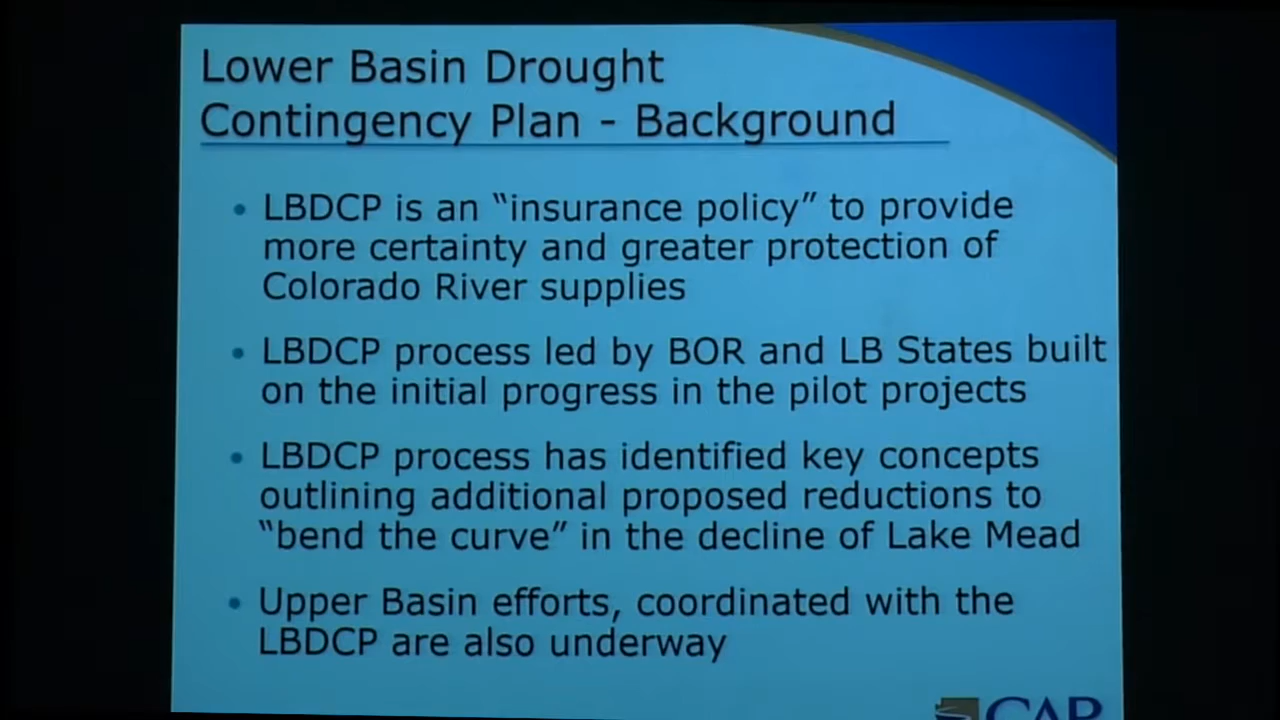 Lower Basin Drought
Contingency Plan - Background
• LBDCP is an “insurance policy” to provide
more certainty and greater protection of
Colorado River supplies
• LBDCP process led by BOR and LB States built
on the initial progress in the pilot projects
• LBDCP process has identified key concepts
outlining additional proposed reductions to
“bend the curve” in the decline of Lake Mead
• Upper Basin efforts, coordinated with the
LBDCP are also underway
CAP